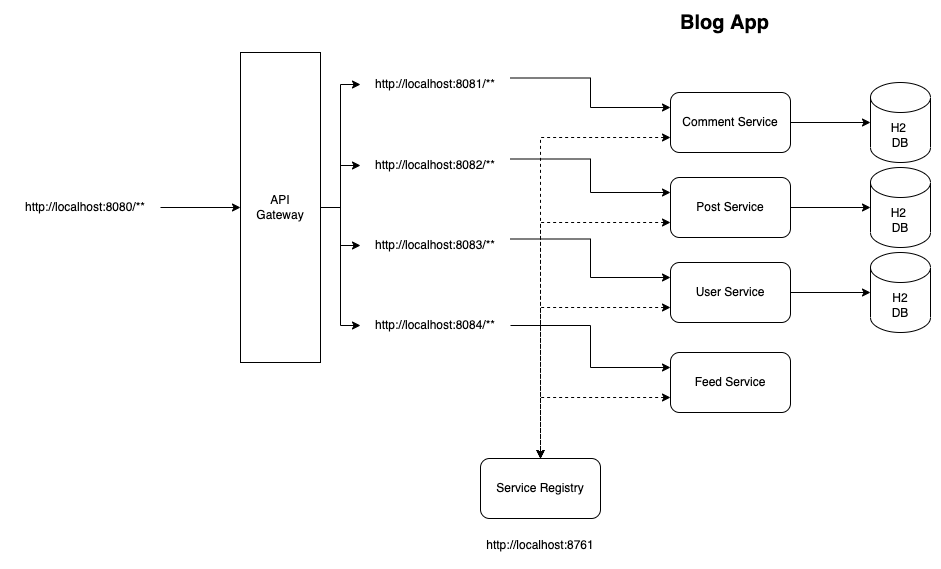 Blog App
http://localhost:8081/**
Comment Service
H2
DB
http://localhost:8082/**
http://localhost:8080/**
API
Gateway
Post Service
H2
DB
http://localhost:8083/**
User Service
H2
DB
http://localhost:8084/**
Feed Service
Service Registry
http://localhost:8761